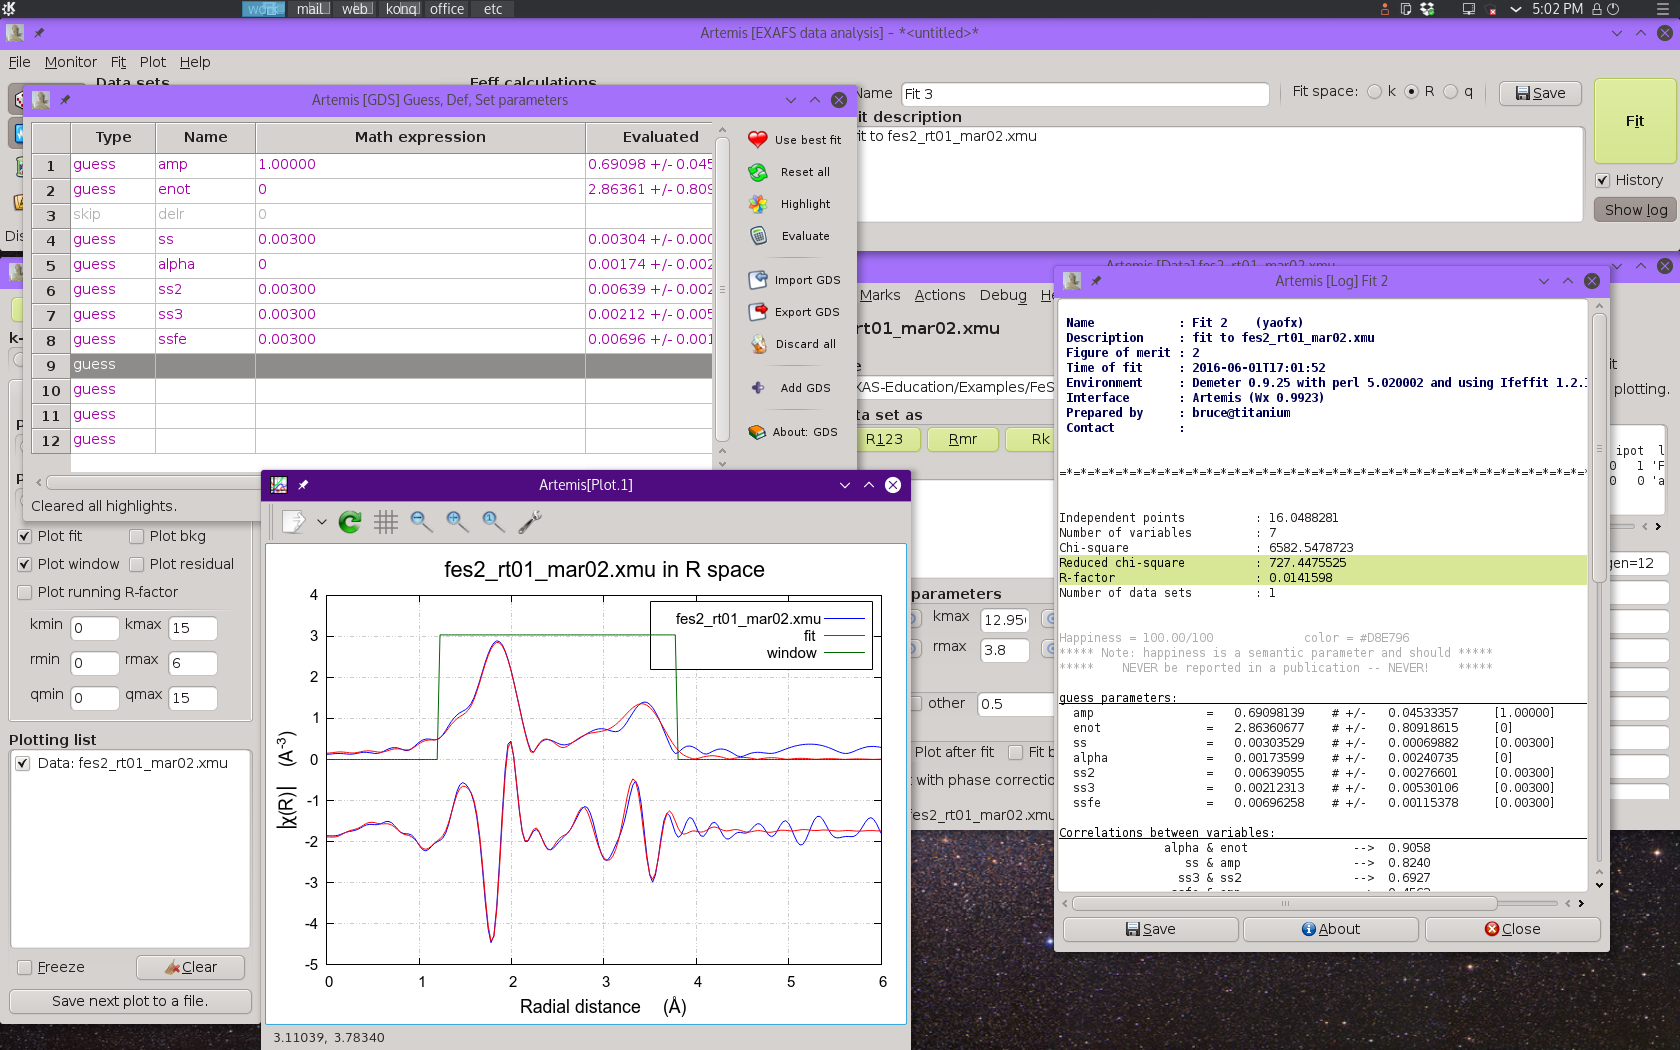 work mail web konq office etc
5:02 PM
Artemis [EXAFS data analysis] - *<untitled>*
File Monitor Fit Plot Help
Data sets
Feff calculations
Name Fit 3
Fit space: k R q
Save
Fit
Fit description
fit to fes2_rt01_mar02.xmu
History
Show log
Artemis [GDS] Guess, Def, Set parameters
Type Name Math expression Evaluated
1 guess amp 1.00000 0.69098 +/- 0.045
2 guess enot 0 2.86361 +/- 0.809
3 skip delr 0
4 guess ss 0.00300 0.00304 +/- 0.000
5 guess alpha 0 0.00174 +/- 0.002
6 guess ss2 0.00300 0.00639 +/- 0.002
7 guess ss3 0.00300 0.00212 +/- 0.005
8 guess ssfe 0.00300 0.00696 +/- 0.001
9 guess
10 guess
11 guess
12 guess
Use best fit
Reset all
Highlight
Evaluate
Import GDS
Export GDS
Discard all
Add GDS
About: GDS
Cleared all highlights.
Artemis [Data] fes2_rt01_mar02.xmu
Marks Actions Debug He
rt01_mar02.xmu
XAS-Education/Examples/FeS
ta set as
R123 Rmr Rk
parameters
kmax 12.956
rmax 3.8
other 0.5
Plot after fit Fit b
t with phase correctio
fes2_rt01_mar02.xmu
it
plotting.
ipot l
0 1 'F
0 0 'a
gen=12
k-
Dis
Plot fit Plot bkg
Plot window Plot residual
Plot running R-factor
kmin 0 kmax 15
rmin 0 rmax 6
qmin 0 qmax 15
Plotting list
Data: fes2_rt01_mar02.xmu
Freeze Clear
Save next plot to a file.
Artemis[Plot.1]
fes2_rt01_mar02.xmu in R space
fes2_rt01_mar02.xmu
fit
window
4
3
2
1
0
-1
-2
-3
-4
-5
|χ(R)| (Å-3)
0 1 2 3 4 5 6
Radial distance (Å)
3.11039, 3.78340
Artemis [Log] Fit 2
Name : Fit 2 (yaofx)
Description : fit to fes2_rt01_mar02.xmu
Figure of merit : 2
Time of fit : 2016-06-01T17:01:52
Environment : Demeter 0.9.25 with perl 5.020002 and using Ifeffit 1.2.1
Interface : Artemis (Wx 0.9923)
Prepared by : bruce@titanium
Contact :
=*=*=*=*=*=*=*=*=*=*=*=*=*=*=*=*=*=*=*=*=*=*=*=*=*=*=*=*=*=*=*=*=*=*=*=*=*=*
Independent points : 16.0488281
Number of variables : 7
Chi-square : 6582.5478723
Reduced chi-square : 727.4475525
R-factor : 0.0141598
Number of data sets : 1
Happiness = 100.00/100 color = #D8E796
***** Note: happiness is a semantic parameter and should *****
***** NEVER be reported in a publication -- NEVER! *****
guess parameters:
amp = 0.69098139 # +/- 0.04533357 [1.00000]
enot = 2.86360677 # +/- 0.80918615 [0]
ss = 0.00303529 # +/- 0.00069882 [0.00300]
alpha = 0.00173599 # +/- 0.00240735 [0]
ss2 = 0.00639055 # +/- 0.00276601 [0.00300]
ss3 = 0.00212313 # +/- 0.00530106 [0.00300]
ssfe = 0.00696258 # +/- 0.00115378 [0.00300]
Correlations between variables:
alpha & enot --> 0.9058
ss & amp --> 0.8240
ss3 & ss2 --> 0.6927
Save About Close